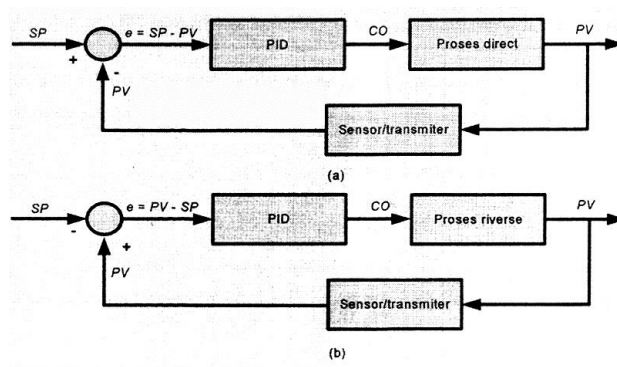 SP
+
-
e = SP - PV
PID
CO
Proses direct
PV
PV
Sensor/transmiter
(a)
SP
-
+
e = PV - SP
PID
CO
Proses riverse
PV
PV
Sensor/transmiter
(b)